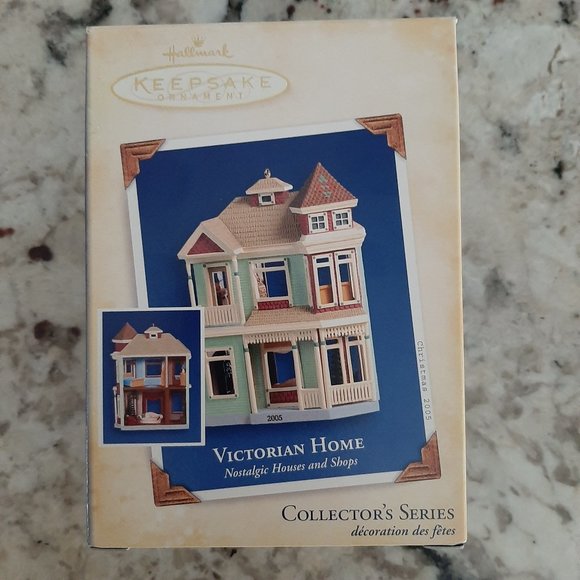 Hallmark
KEEPSAKE
ORNAMENT
Christmas 2005
2005
VICTORIAN HOME
Nostalgic Houses and Shops
COLLECTOR'S SERIES
décoration des fêtes